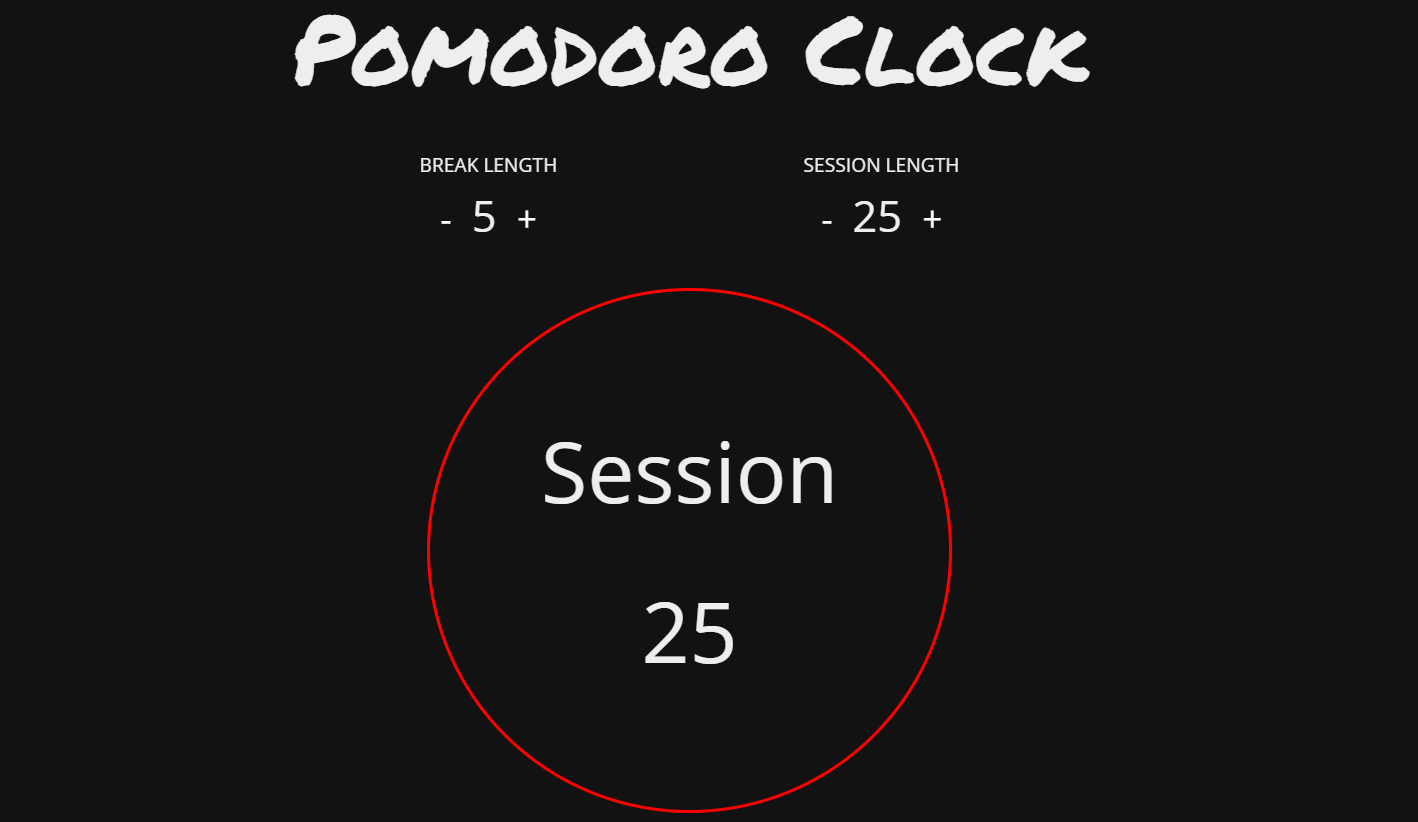 Pomodoro Clock
BREAK LENGTH
- 5 +
SESSION LENGTH
- 25 +
Session
25